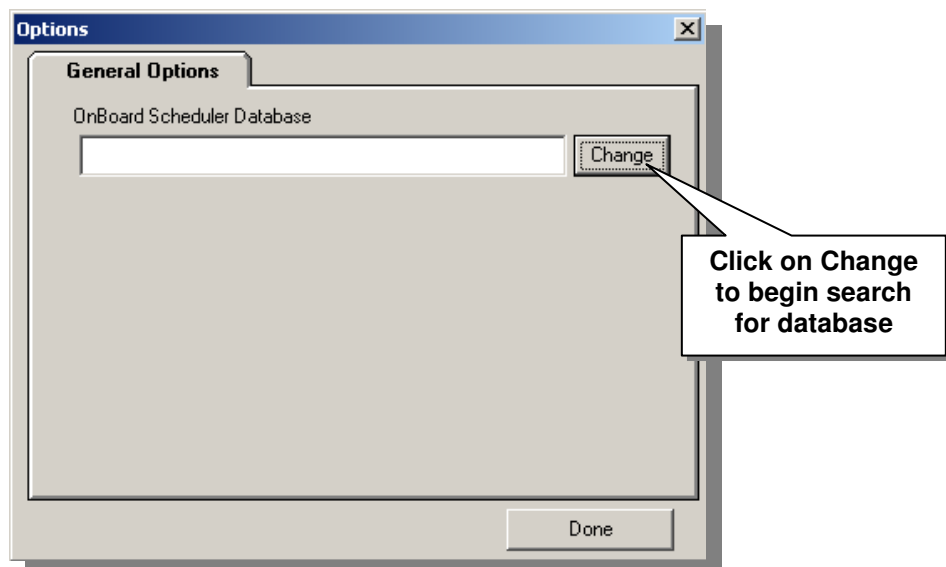 Options
General Options
OnBoard Scheduler Database
Change
Click on Change
to begin search
for database
Done